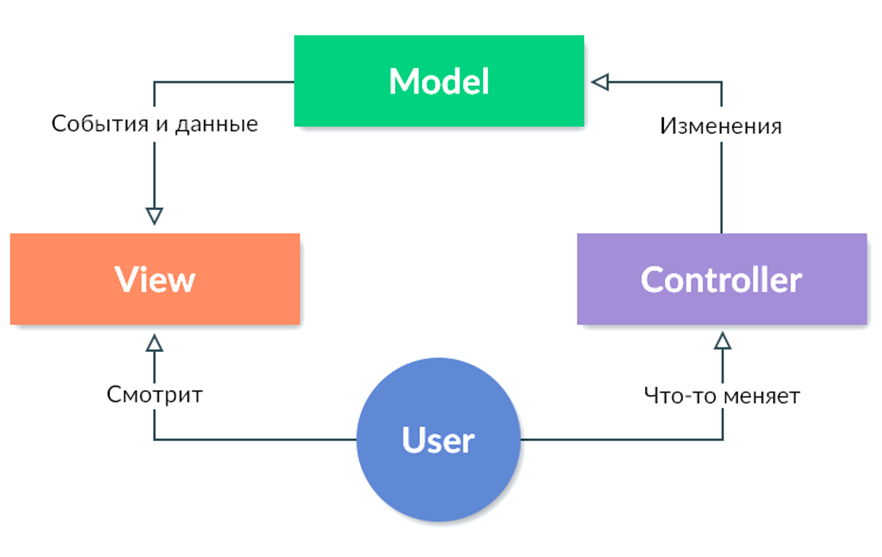 Model
События и данные
Изменения
View
Controller
Смотрит
Что-то меняет
User